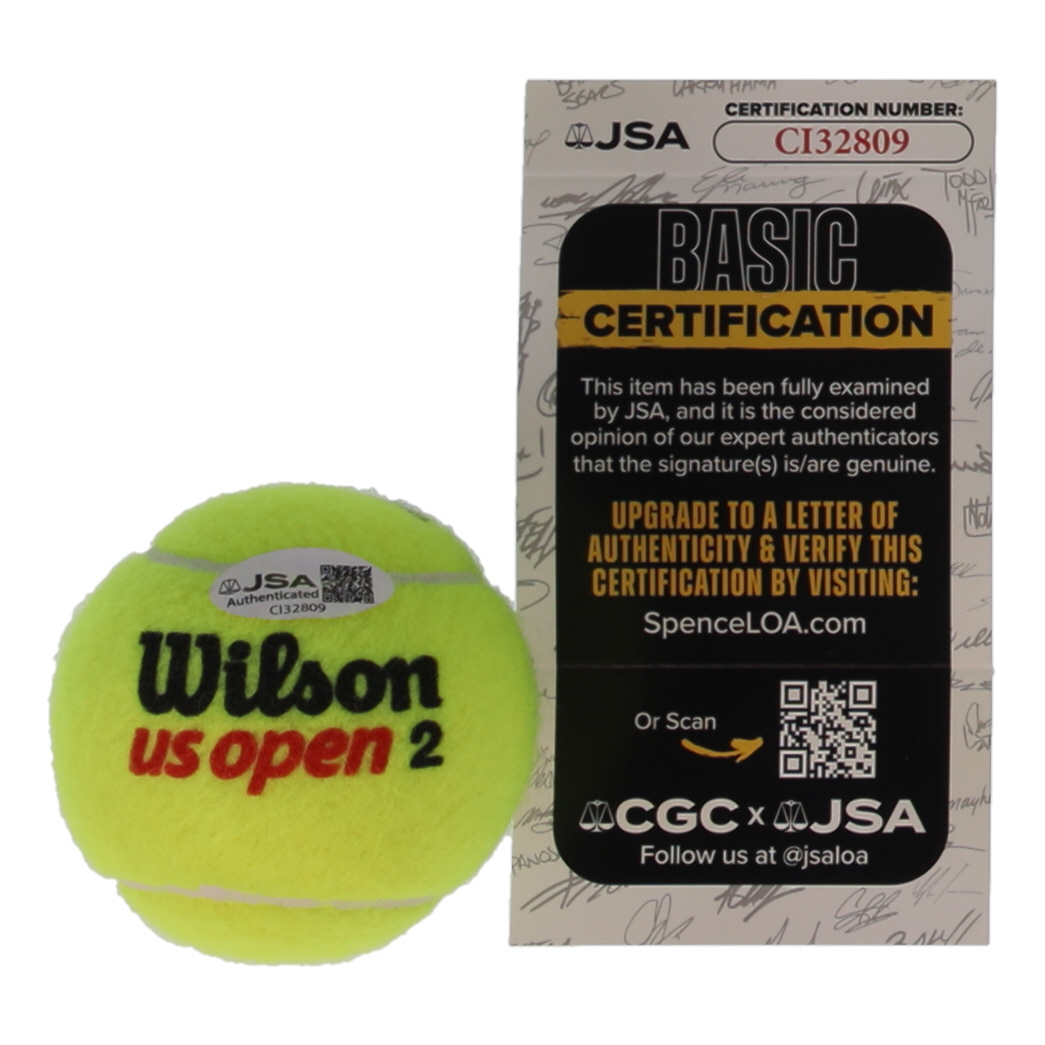 JSA
Authenticated
CI32809
Wilson
us open 2
JSA
CERTIFICATION NUMBER:
CI32809
BASIC
CERTIFICATION
This item has been fully examined
by JSA, and it is the considered
opinion of our expert authenticators
that the signature(s) is/are genuine.
UPGRADE TO A LETTER OF
AUTHENTICITY & VERIFY THIS
CERTIFICATION BY VISITING:
SpenceLOA.com
Or Scan
CGC x JSA
Follow us at @jsaloa